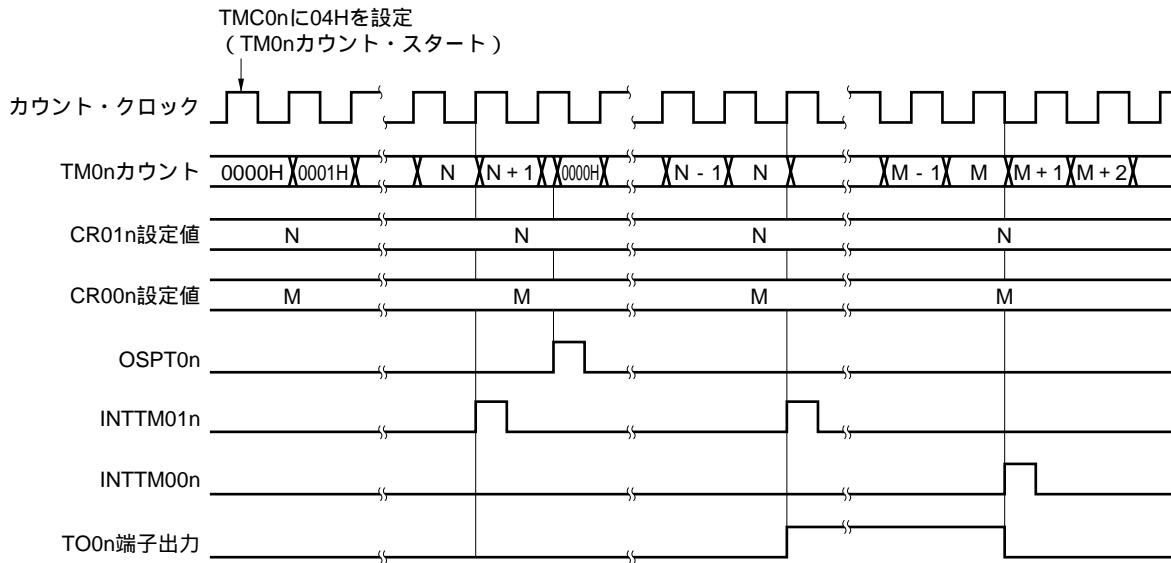 TMC0nに04Hを設定
（TM0nカウント・スタート）
カウント・クロック
TM0nカウント 0000H 0001H N N + 1 0000H N - 1 N M - 1 M M + 1 M + 2
CR01n設定値 N N N N
CR00n設定値 M M M M
OSPT0n
INTTM01n
INTTM00n
TO0n端子出力